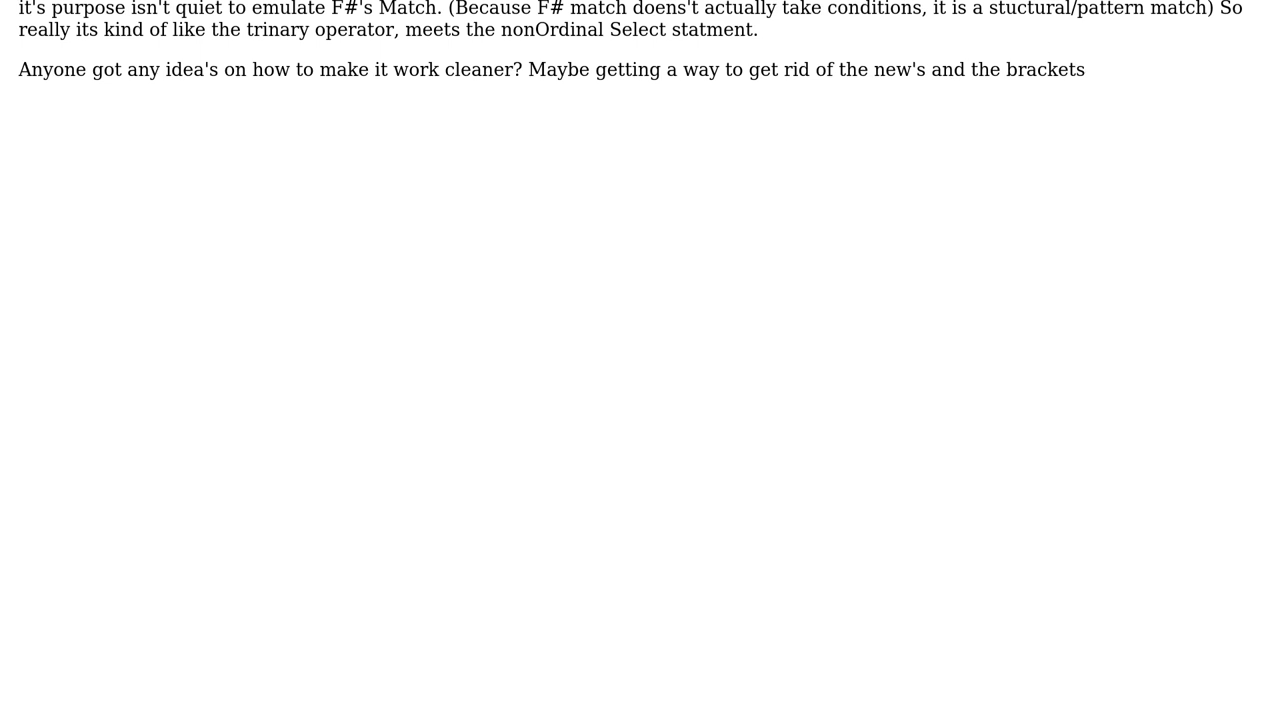 it's purpose isn't quiet to emulate F#'s Match. (Because F# match doens't actually take conditions, it is a stuctural/pattern match) So
really its kind of like the trinary operator, meets the nonOrdinal Select statment.
Anyone got any idea's on how to make it work cleaner? Maybe getting a way to get rid of the new's and the brackets